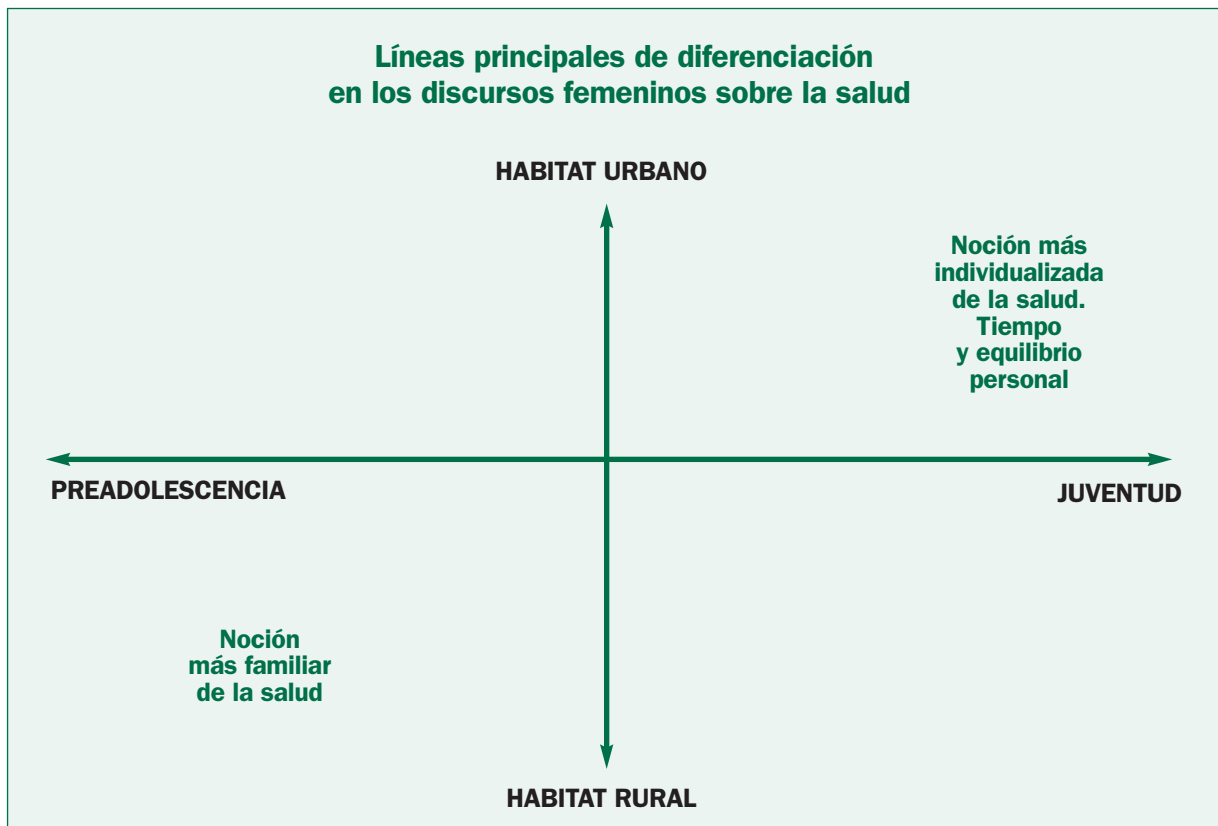 Líneas principales de diferenciación
en los discursos femeninos sobre la salud
HABITAT URBANO
Noción más
individualizada
de la salud.
Tiempo
y equilibrio
personal
PREADOLESCENCIA
JUVENTUD
Noción
más familiar
de la salud
HABITAT RURAL